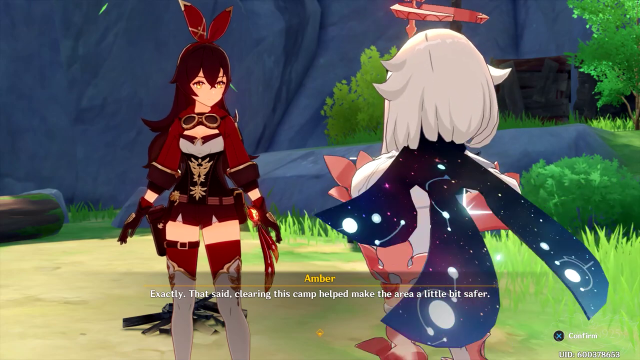 Amber
Exactly. That said, clearing this camp helped make the area a little bit safer.
Confirm
UID: 600378653